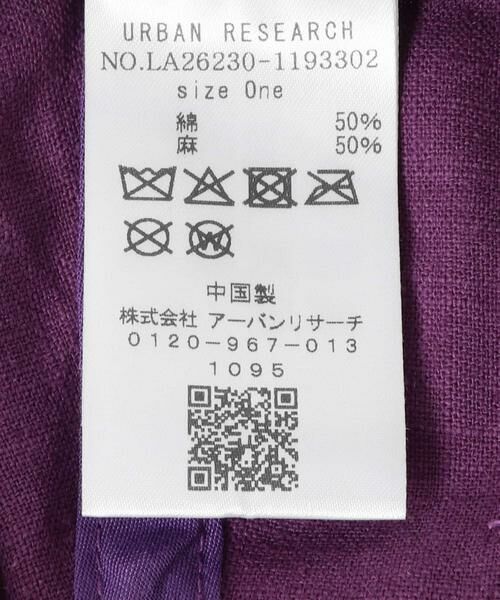 URBAN RESEARCH
NO.LA26230-1193302
size One
綿 50%
麻 50%
W
中国製
株式会社 アーバンリサーチ
0120-967-013
1095